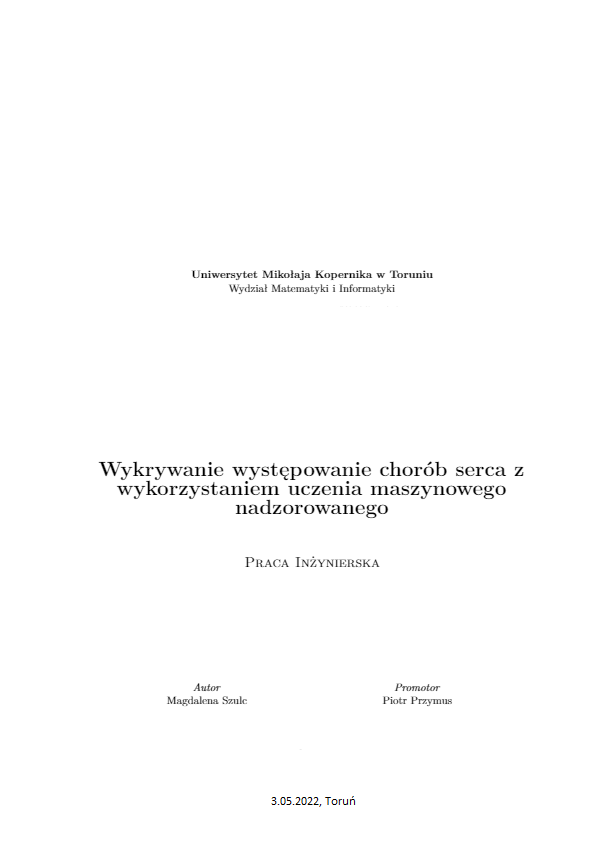 Uniwersytet Mikołaja Kopernika w Toruniu
Wydział Matematyki i Informatyki
Wykrywanie występowanie chorób serca z
wykorzystaniem uczenia maszynowego
nadzorowanego
Praca Inżynierska
Autor
Magdalena Szulc
Promotor
Piotr Przymus
3.05.2022, Toruń